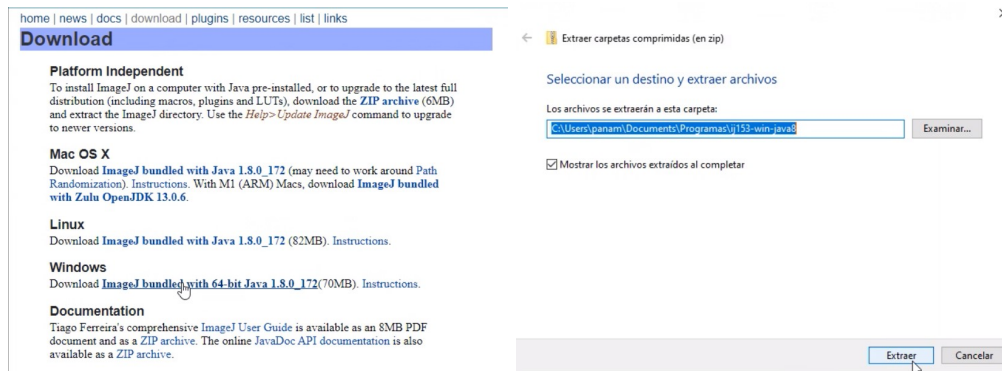 home | news | docs | download | plugins | resources | list | links
Download
Platform Independent
To install ImageJ on a computer with Java pre-installed, or to upgrade to the latest full
distribution (including macros, plugins and LUTs), download the ZIP archive (6MB)
and extract the ImageJ directory. Use the Help>Update ImageJ command to upgrade
to newer versions.
Mac OS X
Download ImageJ bundled with Java 1.8.0_172 (may need to work around Path
Randomization). Instructions. With M1 (ARM) Macs, download ImageJ bundled
with Zulu OpenJDK 13.0.6.
Linux
Download ImageJ bundled with Java 1.8.0_172 (82MB). Instructions.
Windows
Download ImageJ bundled with 64-bit Java 1.8.0_172(70MB). Instructions.
Documentation
Tiago Ferreira's comprehensive ImageJ User Guide is available as an 8MB PDF
document and as a ZIP archive. The online JavaDoc API documentation is also
available as a ZIP archive.
Extraer carpetas comprimidas (en zip)
Seleccionar un destino y extraer archivos
Los archivos se extraerán a esta carpeta:
C:\Users\panam\Documents\Programas\ij153-win-java8
Examinar...
Mostrar los archivos extraídos al completar
Extraer
Cancelar